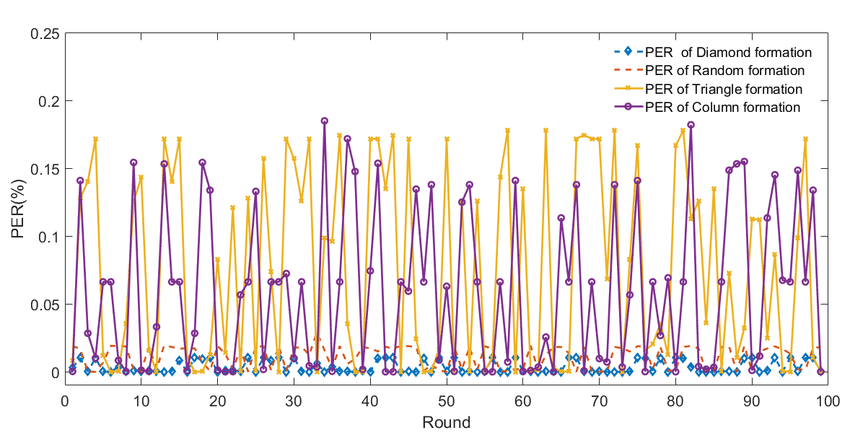 0.25
PER  of Diamond formation
PER of Random formation
PER of Triangle formation
PER of Column formation
0.2
0.15
PER(%)
0.1
0.05
0
0 10 20 30 40 50 60 70 80 90 100
Round